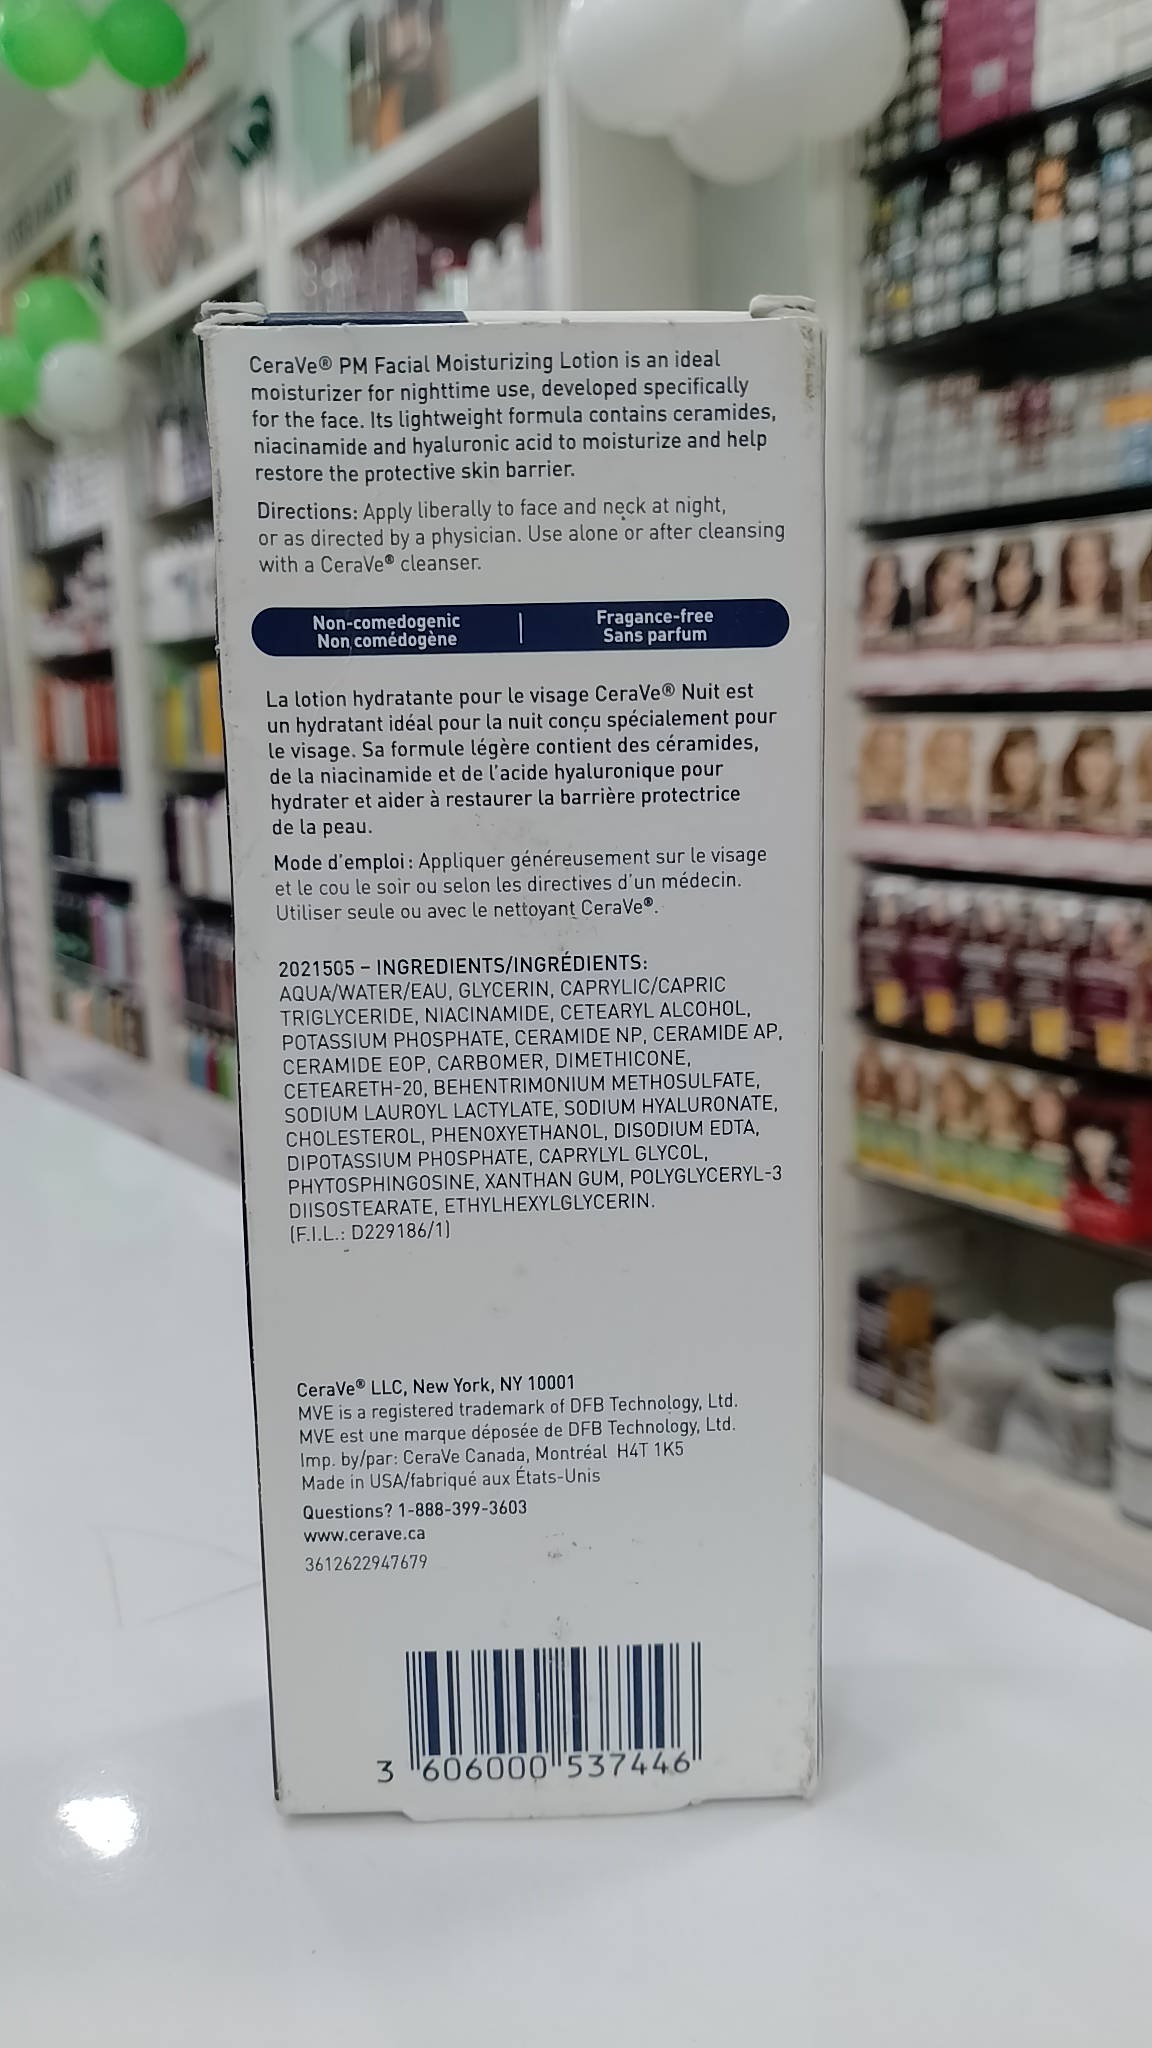 CeraVe® PM Facial Moisturizing Lotion is an ideal
moisturizer for nighttime use, developed specifically
for the face. Its lightweight formula contains ceramides,
niacinamide and hyaluronic acid to moisturize and help
restore the protective skin barrier.
Directions: Apply liberally to face and neck at night,
or as directed by a physician. Use alone or after cleansing
with a CeraVe® cleanser.
Non-comedogenic
Non comédogène
Fragance-free
Sans parfum
La lotion hydratante pour le visage CeraVe® Nuit est
un hydratant idéal pour la nuit conçu spécialement pour
le visage. Sa formule légère contient des céramides,
de la niacinamide et de l'acide hyaluronique pour
hydrater et aider à restaurer la barrière protectrice
de la peau.
Mode d'emploi : Appliquer généreusement sur le visage
et le cou le soir ou selon les directives d'un médecin.
Utiliser seule ou avec le nettoyant CeraVe®.
2021505 – INGREDIENTS/INGRÉDIENTS:
AQUA/WATER/EAU, GLYCERIN, CAPRYLIC/CAPRIC
TRIGLYCERIDE, NIACINAMIDE, CETEARYL ALCOHOL,
POTASSIUM PHOSPHATE, CERAMIDE NP, CERAMIDE AP,
CERAMIDE EOP, CARBOMER, DIMETHICONE,
CETEARETH-20, BEHENTRIMONIUM METHOSULFATE,
SODIUM LAUROYL LACTYLATE, SODIUM HYALURONATE,
CHOLESTEROL, PHENOXYETHANOL, DISODIUM EDTA,
DIPOTASSIUM PHOSPHATE, CAPRYLYL GLYCOL,
PHYTOSPHINGOSINE, XANTHAN GUM, POLYGLYCERYL-3
DIISOSTEARATE, ETHYLHEXYLGLYCERIN.
(F.I.L.: D229186/1)
CeraVe® LLC, New York, NY 10001
MVE is a registered trademark of DFB Technology, Ltd.
MVE est une marque déposée de DFB Technology, Ltd.
Imp. by/par: CeraVe Canada, Montréal H4T 1K5
Made in USA/fabriqué aux États-Unis
Questions? 1-888-399-3603
www.cerave.ca
3612622947679
3 606000 537446